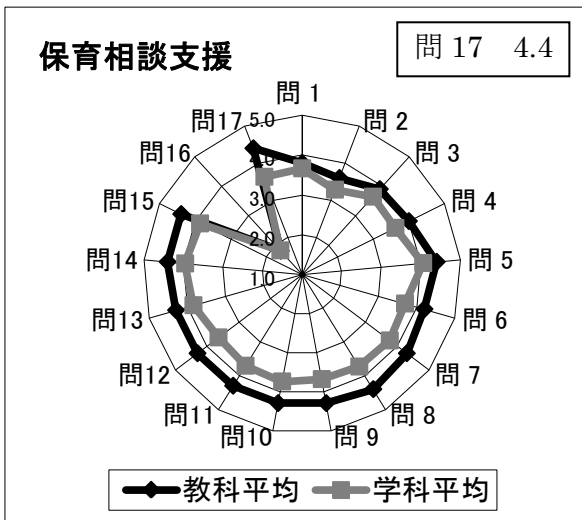 保育相談支援
問 17 4.4
問 1
問 2
問 3
問 4
問 5
問 6
問 7
問 8
問 9
問10
問11
問12
問13
問14
問15
問16
問17
5.0
4.0
3.0
2.0
1.0
教科平均
学科平均